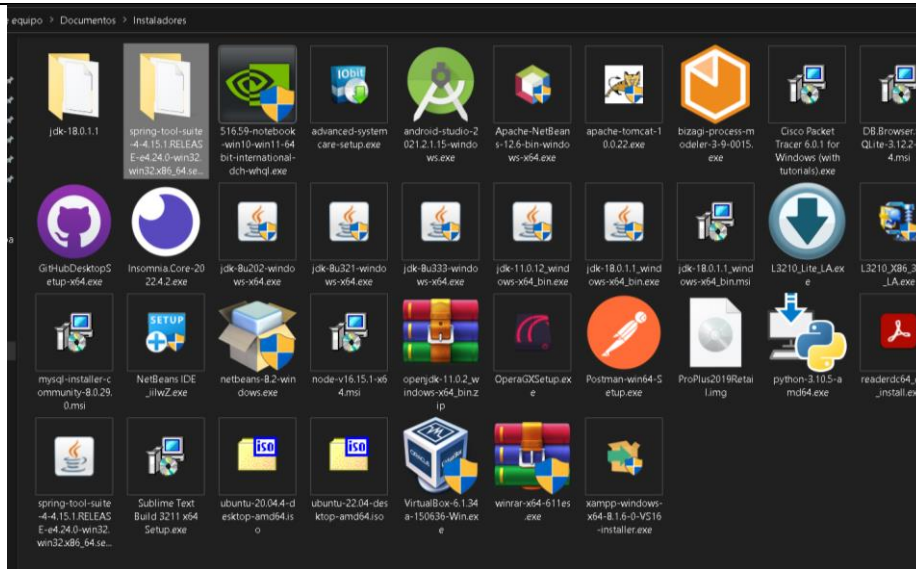 equipo > Documentos > Instaladores
jdk-18.0.1.1
spring-tool-suite
-4-4.15.1.RELEAS
E-e4.24.0-win32.
win32.x86_64.se...
516.59-notebook
-win10-win11-64
bit-international-
dch-whql.exe
IObit
advanced-system
care-setup.exe
android-studio-2
021.2.1.15-windo
ws.exe
Apache-NetBean
s-12.6-bin-windo
ws-x64.exe
apache-tomcat-1
0.0.22.exe
bizagi-process-m
odeler-3-9-0015.
exe
Cisco Packet
Tracer 6.0.1 for
Windows (with
tutorials).exe
DB.Browser.
QLite-3.12.2-
4.msi
GitHubDesktopS
etup-x64.exe
Insomnia.Core-20
22.4.2.exe
jdk-8u202-windo
ws-x64.exe
jdk-8u321-windo
ws-x64.exe
jdk-8u333-windo
ws-x64.exe
jdk-11.0.12_wind
ows-x64_bin.exe
jdk-18.0.1.1_wind
ows-x64_bin.exe
jdk-18.0.1.1_wind
ows-x64_bin.msi
L3210_Lite_LA.ex
e
L3210_X86_3
_LA.exe
mysql-installer-c
ommunity-8.0.29.
0.msi
SETUP
NetBeans IDE
_iilwZ.exe
netbeans-8.2-win
dows.exe
node-v16.15.1-x6
4.msi
openjdk-11.0.2_w
indows-x64_bin.z
ip
OperaGXSetup.ex
e
Postman-win64-S
etup.exe
ProPlus2019Retai
l.img
python-3.10.5-a
md64.exe
readerdc64_
_install.ex
spring-tool-suite
-4-4.15.1.RELEAS
E-e4.24.0-win32.
win32.x86_64.se...
Sublime Text
Build 3211 x64
Setup.exe
iso
ubuntu-20.04.4-d
esktop-amd64.is
o
iso
ubuntu-22.04-des
ktop-amd64.iso
VirtualBox-6.1.34
a-150636-Win.ex
e
winrar-x64-611es
.exe
xampp-windows-
x64-8.1.6-0-VS16
-installer.exe